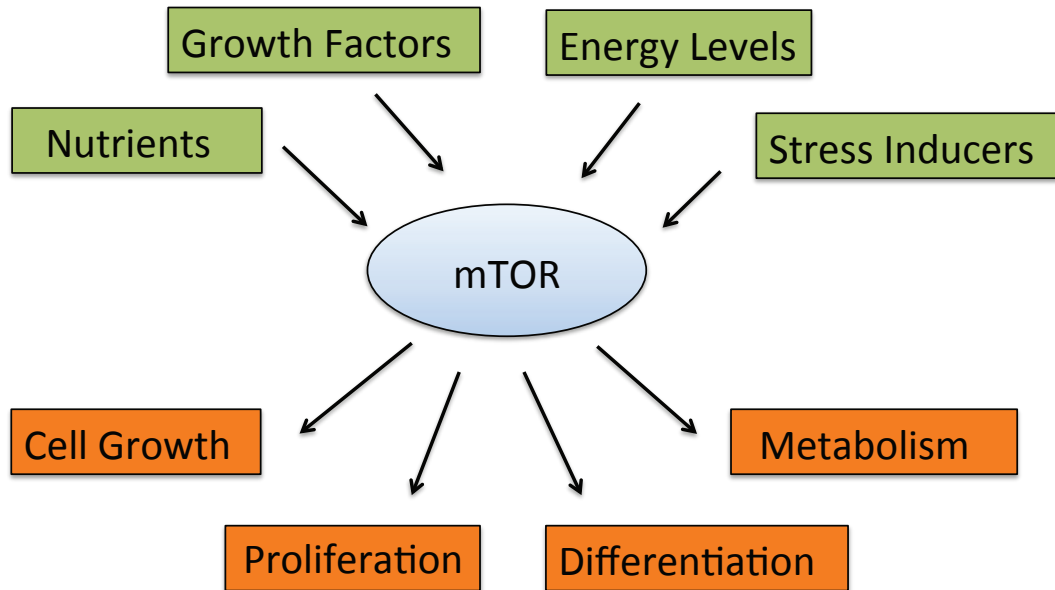 Growth Factors
Energy Levels
Nutrients
Stress Inducers
mTOR
Cell Growth
Metabolism
Proliferation
Differentiation